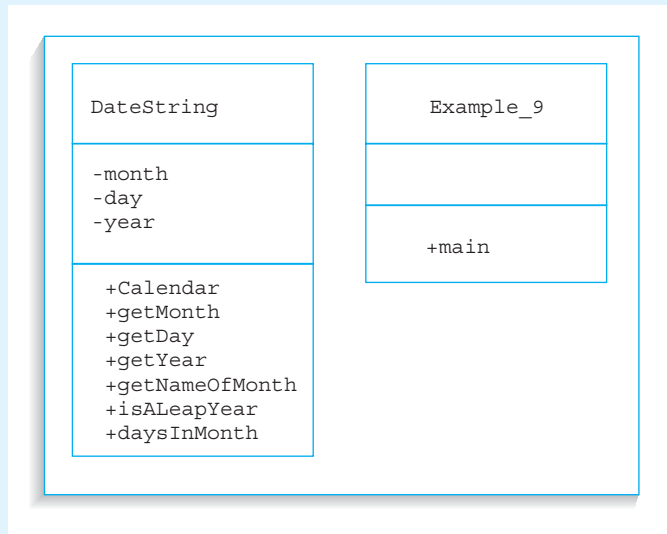 DateString
-month
-day
-year
+Calendar
+getMonth
+getDay
+getYear
+getNameOfMonth
+isALeapYear
+daysInMonth
Example_9
+main